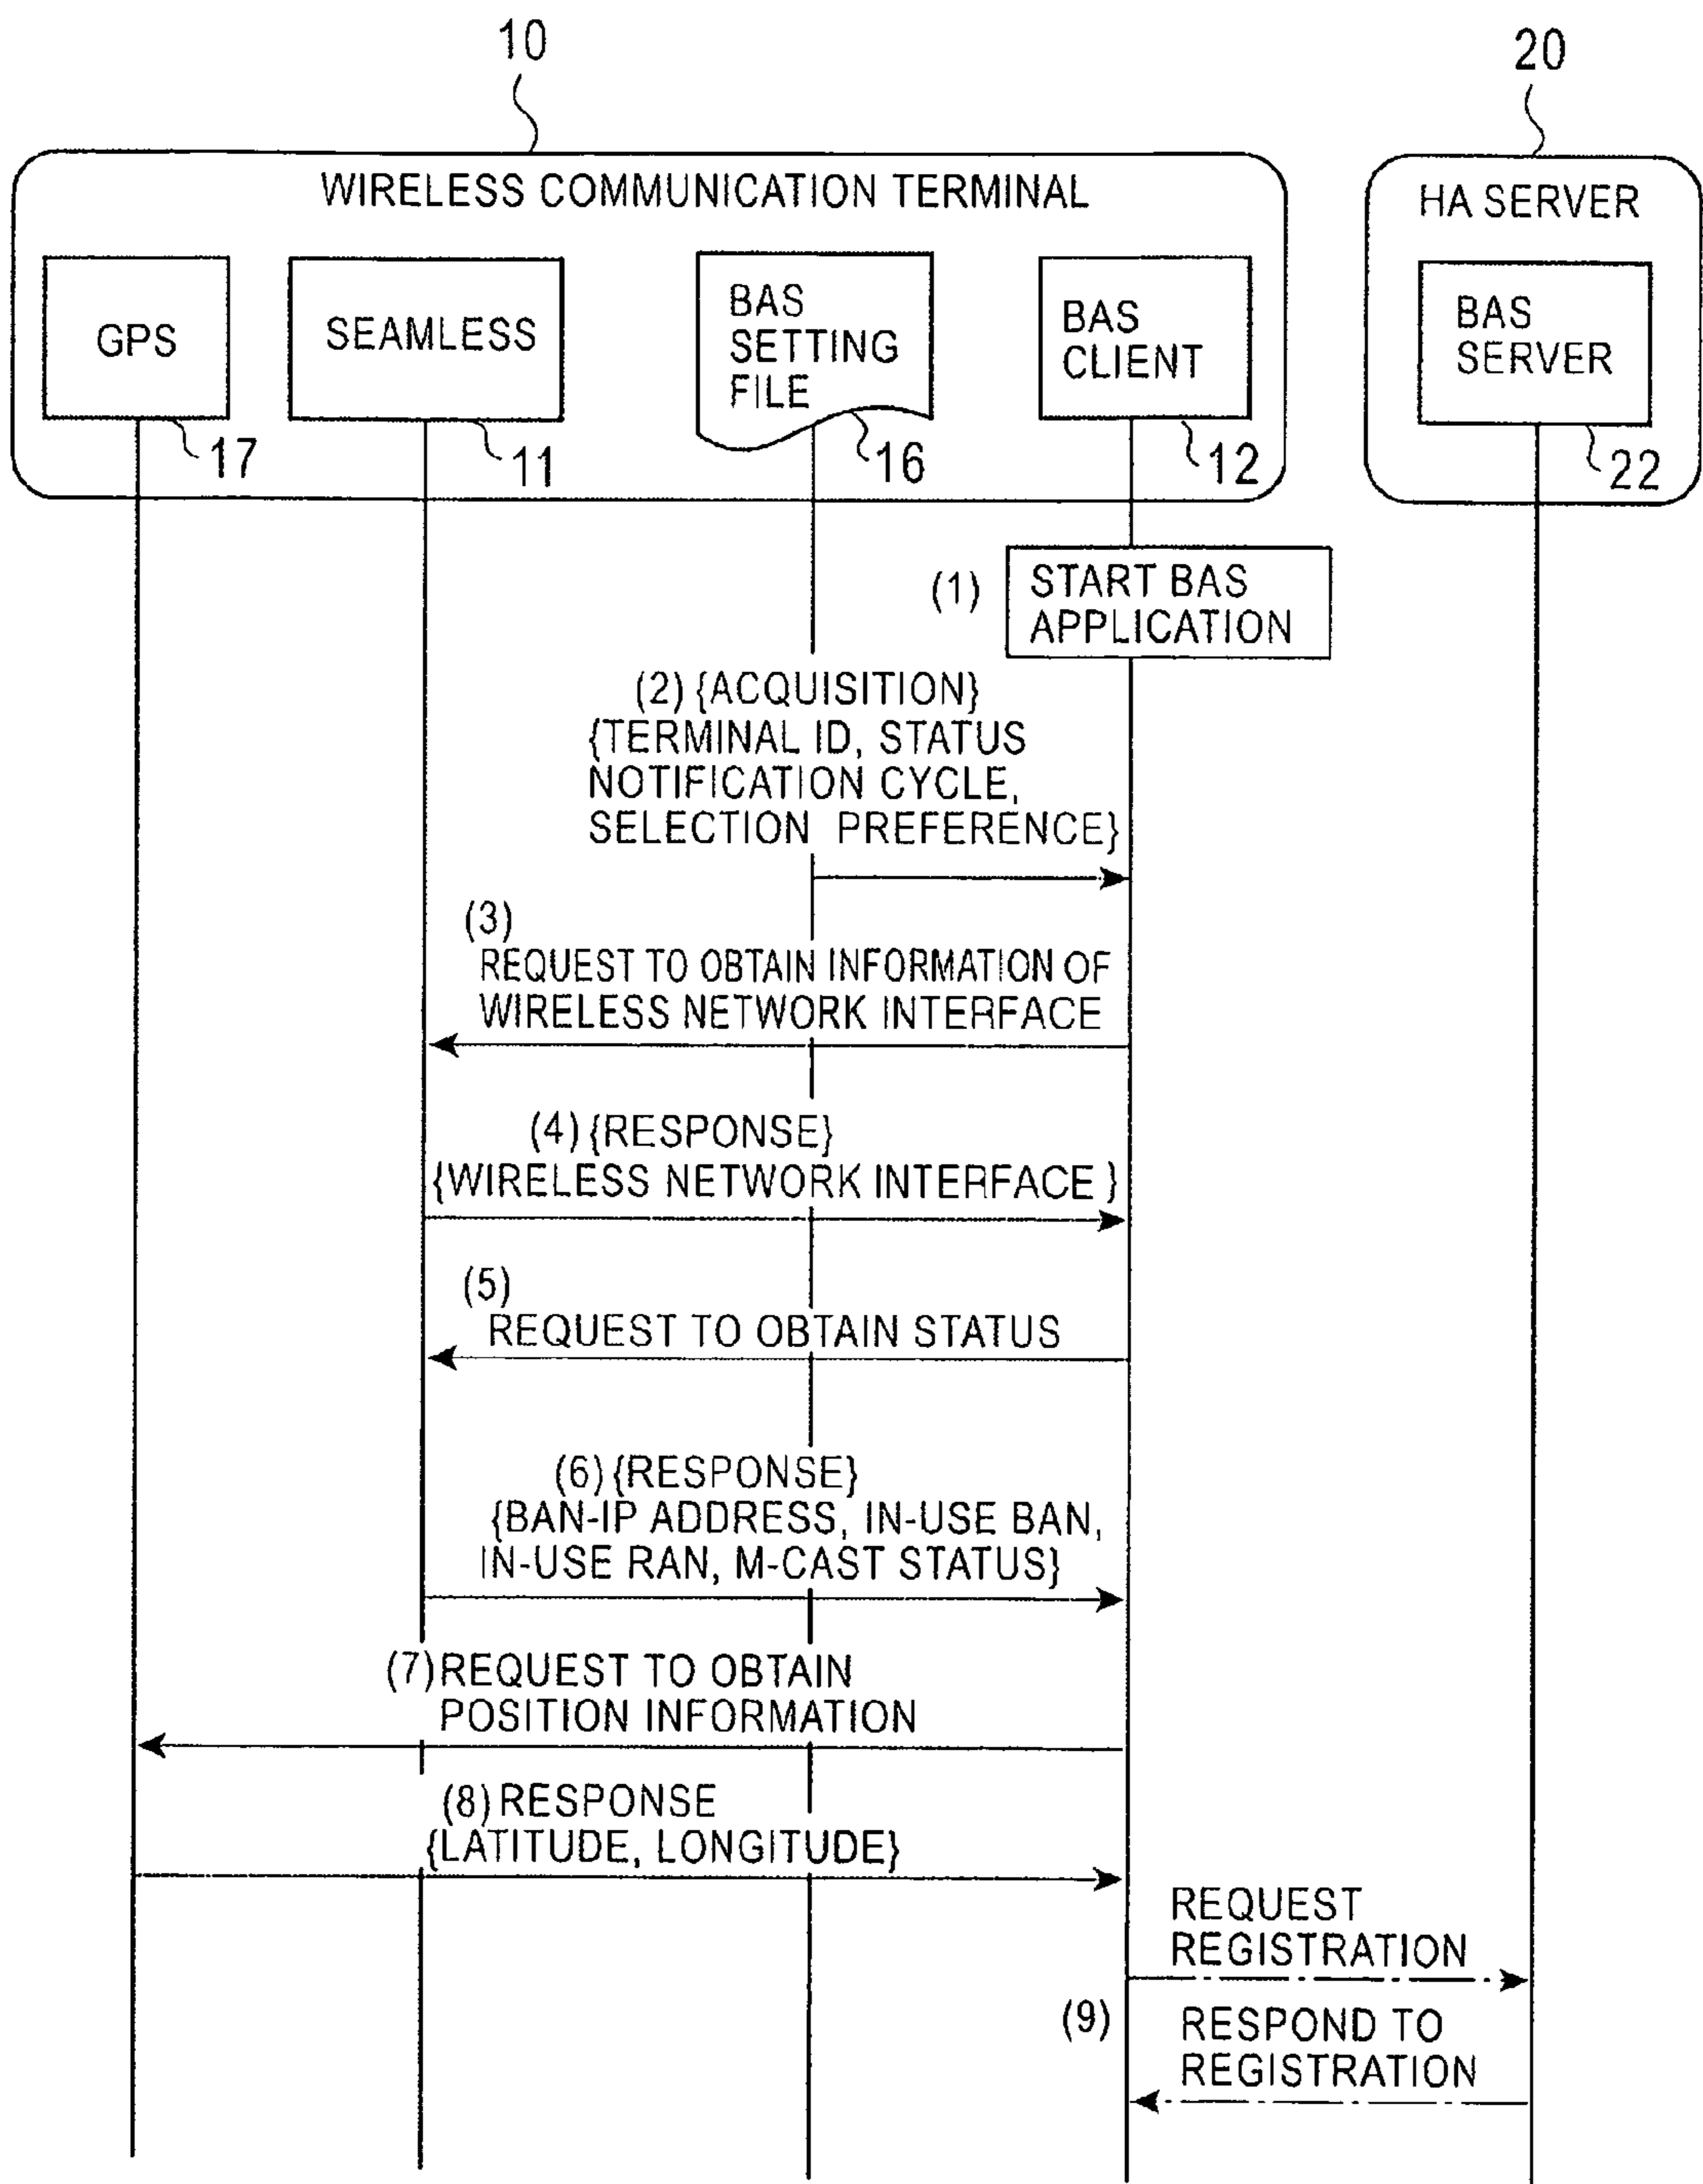 10
20
WIRELESS COMMUNICATION TERMINAL
HA SERVER
GPS
SEAMLESS
BAS
SETTING
FILE
BAS
CLIENT
BAS
SERVER
17
11
16
12
22
(1)
START BAS
APPLICATION
(2) {ACQUISITION}
{TERMINAL ID, STATUS
NOTIFICATION CYCLE,
SELECTION PREFERENCE}
(3)
REQUEST TO OBTAIN INFORMATION OF
WIRELESS NETWORK INTERFACE
(4) {RESPONSE}
{WIRELESS NETWORK INTERFACE }
(5)
REQUEST TO OBTAIN STATUS
(6) {RESPONSE}
{BAN-IP ADDRESS, IN-USE BAN,
IN-USE RAN, M-CAST STATUS}
(7) REQUEST TO OBTAIN
POSITION INFORMATION
(8) RESPONSE
{LATITUDE, LONGITUDE}
REQUEST
REGISTRATION
(9)
RESPOND TO
REGISTRATION